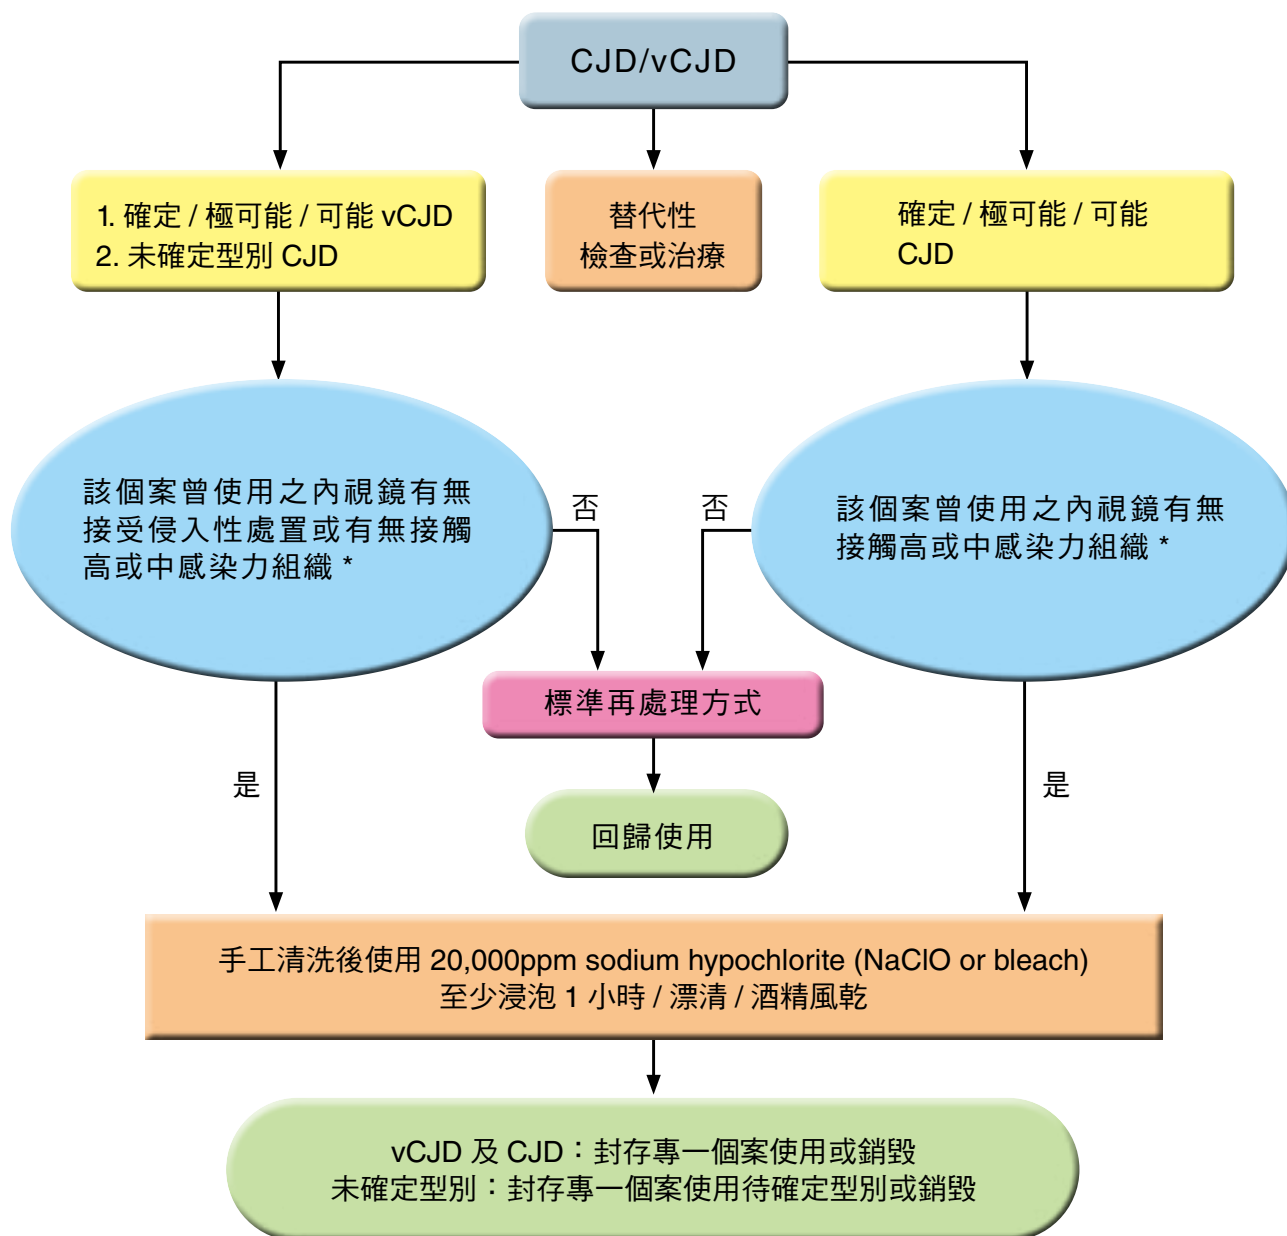 CJD/vCJD
1. 確定 / 極可能 / 可能 vCJD
2. 未確定型別 CJD
替代性
檢查或治療
確定 / 極可能 / 可能
CJD
該個案曾使用之內視鏡有無
接受侵入性處置或有無接觸
高或中感染力組織 *
否
否
該個案曾使用之內視鏡有無
接觸高或中感染力組織 *
標準再處理方式
是
是
回歸使用
手工清洗後使用 20,000ppm sodium hypochlorite (NaClO or bleach)
至少浸泡 1 小時 / 漂清 / 酒精風乾
vCJD 及 CJD：封存專一個案使用或銷毀
未確定型別：封存專一個案使用待確定型別或銷毀